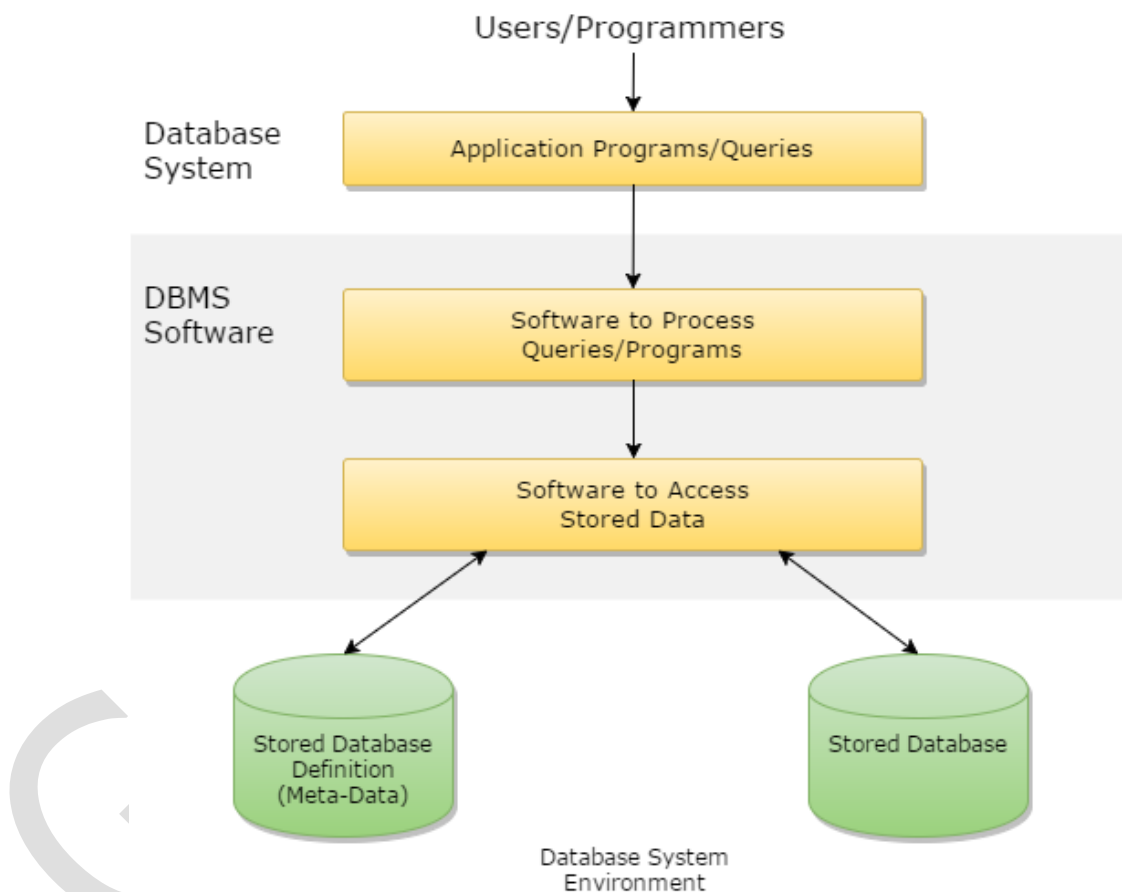 Users/Programmers
Database
System
Application Programs/Queries
DBMS
Software
Software to Process
Queries/Programs
Software to Access
Stored Data
Stored Database
Definition
(Meta-Data)
Stored Database
Database System
Environment